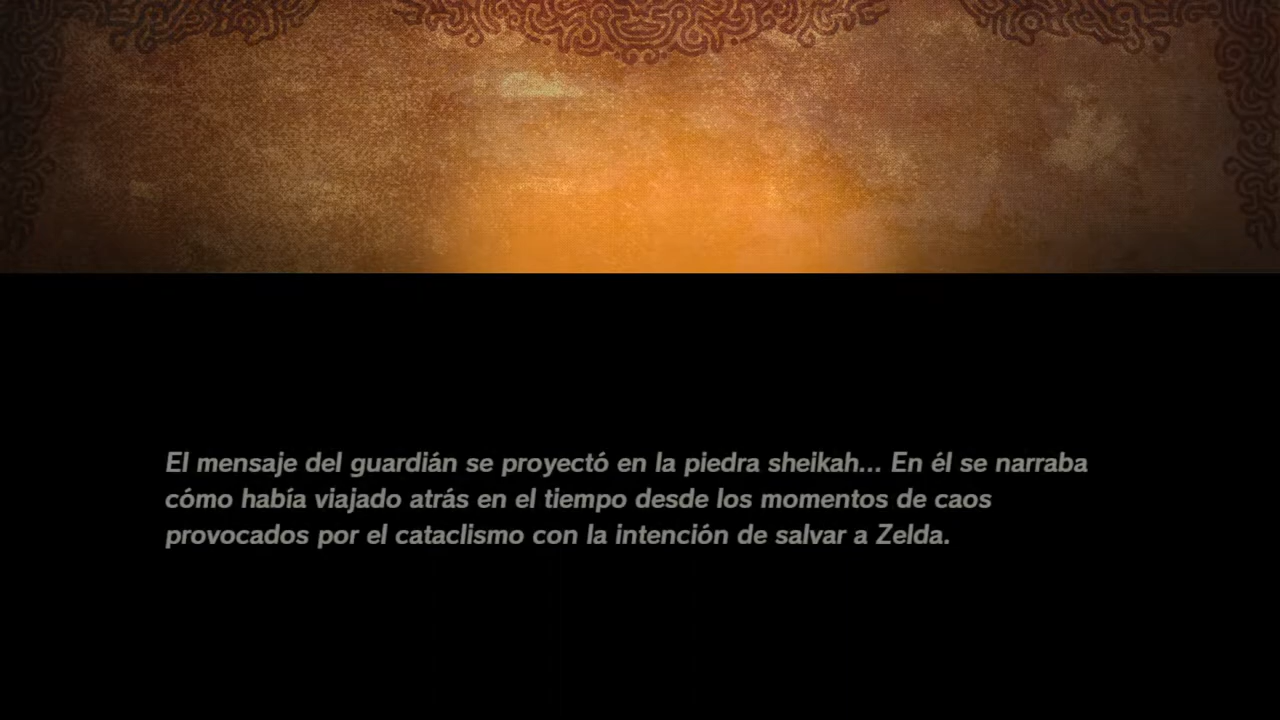 El mensaje del guardián se proyectó en la piedra sheikah... En él se narraba
cómo había viajado atrás en el tiempo desde los momentos de caos
provocados por el cataclismo con la intención de salvar a Zelda.